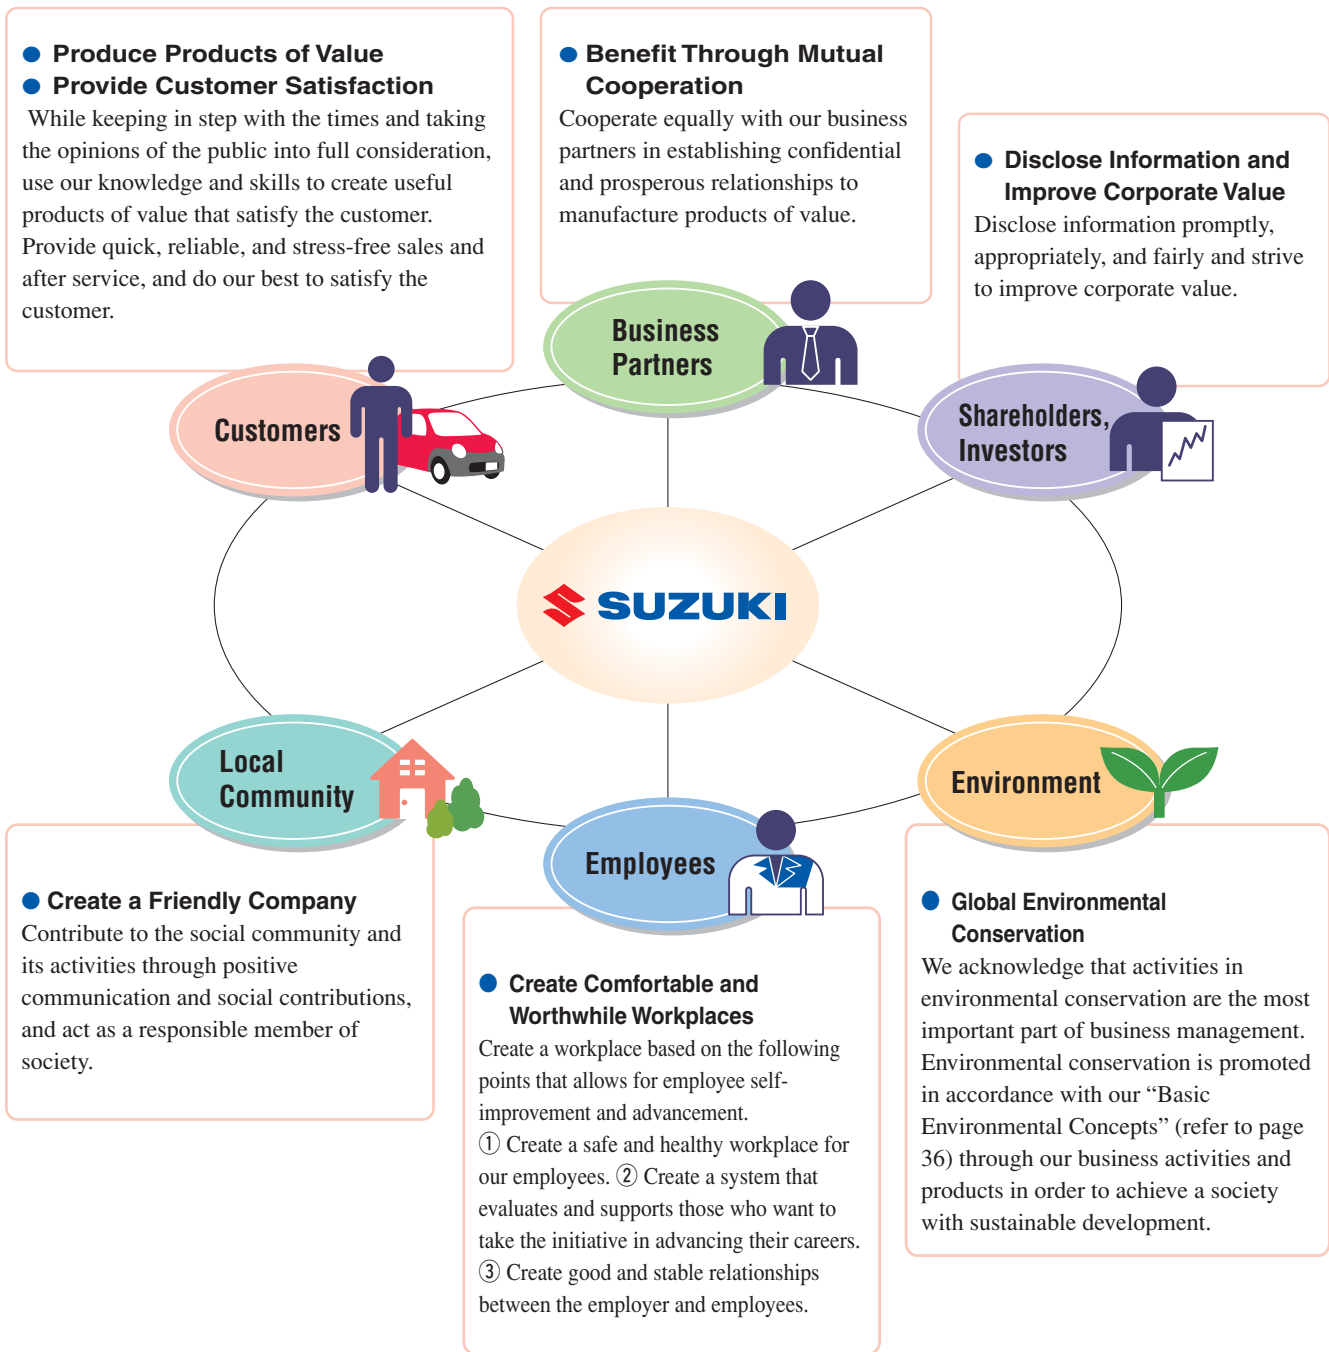 ● Produce Products of Value
● Provide Customer Satisfaction
While keeping in step with the times and taking
the opinions of the public into full consideration,
use our knowledge and skills to create useful
products of value that satisfy the customer.
Provide quick, reliable, and stress-free sales and
after service, and do our best to satisfy the
customer.
● Benefit Through Mutual
Cooperation
Cooperate equally with our business
partners in establishing confidential
and prosperous relationships to
manufacture products of value.
● Disclose Information and
Improve Corporate Value
Disclose information promptly,
appropriately, and fairly and strive
to improve corporate value.
Customers
Business
Partners
Shareholders,
Investors
SUZUKI
Local
Community
Employees
Environment
● Create a Friendly Company
Contribute to the social community and
its activities through positive
communication and social contributions,
and act as a responsible member of
society.
● Create Comfortable and
Worthwhile Workplaces
Create a workplace based on the following
points that allows for employee self-
improvement and advancement.
① Create a safe and healthy workplace for
our employees. ② Create a system that
evaluates and supports those who want to
take the initiative in advancing their careers.
③ Create good and stable relationships
between the employer and employees.
● Global Environmental
Conservation
We acknowledge that activities in
environmental conservation are the most
important part of business management.
Environmental conservation is promoted
in accordance with our “Basic
Environmental Concepts” (refer to page
36) through our business activities and
products in order to achieve a society
with sustainable development.